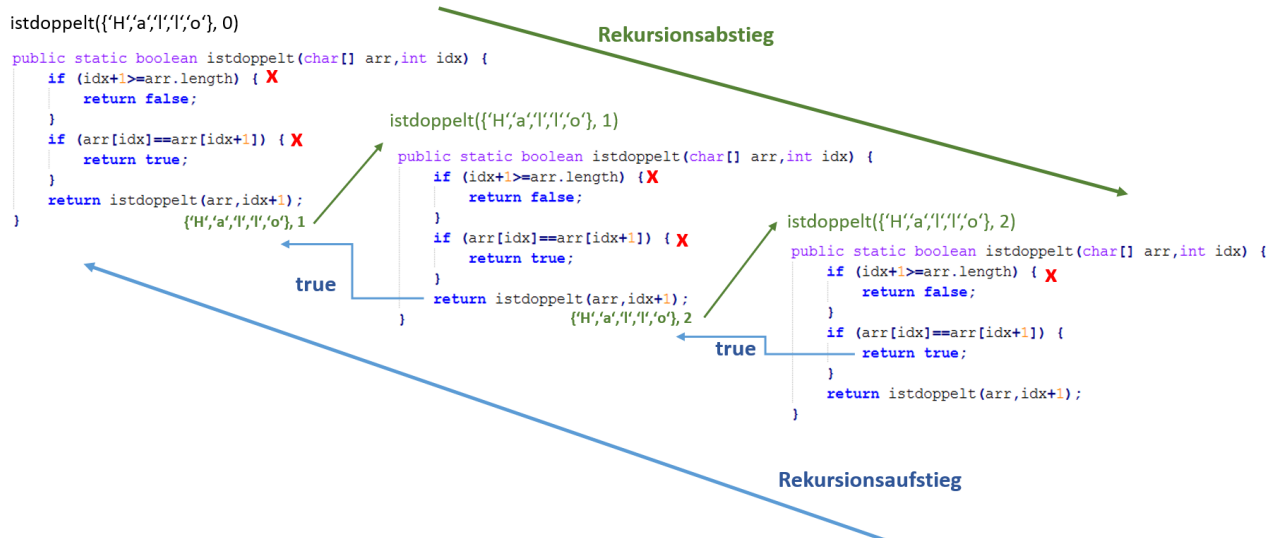 istdoppelt({‘H‘,‘a‘,‘l‘,‘l‘,‘o‘}, 0)
public static boolean istdoppelt(char[] arr,int idx) {
if (idx+1>=arr.length) { X
return false;
}
if (arr[idx]==arr[idx+1]) { X
return true;
}
return istdoppelt(arr,idx+1);
}
{‘H‘,‘a‘,‘l‘,‘l‘,‘o‘}, 1
Rekursionsabstieg
istdoppelt({‘H‘,‘a‘,‘l‘,‘l‘,‘o‘}, 1)
public static boolean istdoppelt(char[] arr,int idx) {
if (idx+1>=arr.length) { X
return false;
}
if (arr[idx]==arr[idx+1]) { X
return true;
}
return istdoppelt(arr,idx+1);
}
{‘H‘,‘a‘,‘l‘,‘l‘,‘o‘}, 2
true
istdoppelt({‘H‘,‘a‘,‘l‘,‘l‘,‘o‘}, 2)
public static boolean istdoppelt(char[] arr,int idx) {
if (idx+1>=arr.length) { X
return false;
}
if (arr[idx]==arr[idx+1]) {
return true;
}
return istdoppelt(arr,idx+1);
}
true
Rekursionsaufstieg